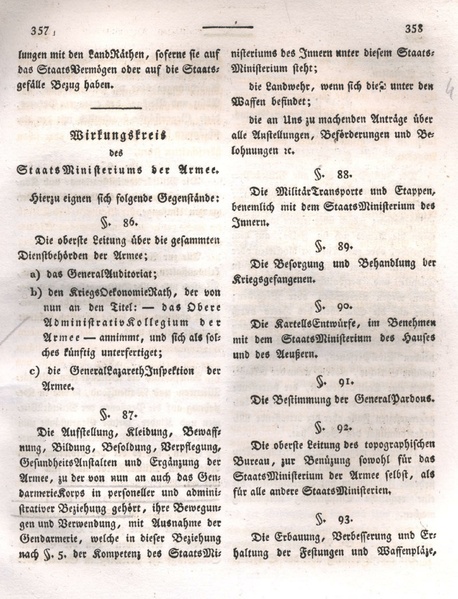 357
lungen mit den LandRäthen, soferne sie auf
das StaatsVermögen oder auf die Staats-
gefälle Bezug haben.
Wirkungskreis
des
StaatsMinisteriums der Armee.
Hierzu eignen sich folgende Gegenstände:
§. 86.
Die oberste Leitung über die gesammten
Dienstbehörden der Armee;
a) das GeneralAuditoriat;
b) den KriegsOekonomieRath, der von
nun an den Titel: — das Obere
AdministrativKollegium der
Armee — annimmt, und sich als sol-
ches künftig unterfertiget;
c) die GeneralLazarethInspektion der
Armee.
§. 87.
Die Aufstellung, Kleidung, Bewaff-
nung, Bildung, Besoldung, Verpflegung,
GesundheitsAnstalten und Ergänzung der
Armee, zu der von nun an auch das Gen-
darmerieKorps in personeller und admini-
strativer Beziehung gehört, ihre Bewegun-
gen und Verwendung, mit Ausnahme der
Gendarmerie, welche in dieser Beziehung
nach §. 5. der Kompetenz des StaatsMi-
358
nisteriums des Innern unter diesem Staats-
Ministerium steht;
die Landwehr, wenn sich diese unter den
Waffen befindet;
die an Uns zu machenden Anträge über
alle Anstellungen, Beförderungen und Be-
lohnungen ꝛc.
§. 88.
Die MilitärTransporte und Etappen,
benemlich mit dem StaatsMinisterium des
Innern.
§. 89.
Die Besorgung und Behandlung der
Kriegsgefangenen.
§. 90.
Die KartellsEntwürfe, im Benehmen
mit dem StaatsMinisterium des Hauses
und des Aeußern.
§. 91.
Die Bestimmung der GeneralPardons.
§. 92.
Die oberste Leitung des topographischen
Bureau, zur Benüzung sowohl für das
StaatsMinisterium der Armee selbst, als
für alle andere StaatsMinisterien.
§. 93.
Die Erbauung, Verbesserung und Er-
haltung der Festungen und Waffenpläze,